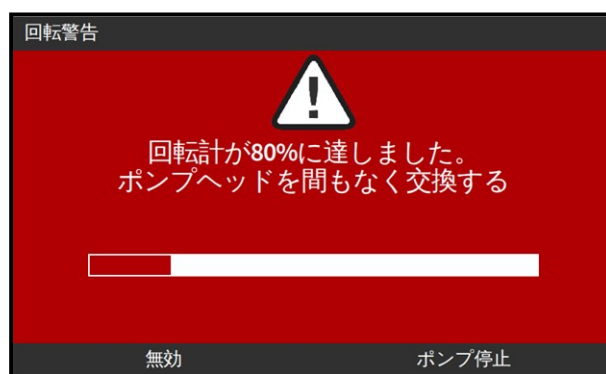 回転警告
!
回転計が80%に達しました。
ポンプヘッドを間もなく交換する
無効 ポンプ停止